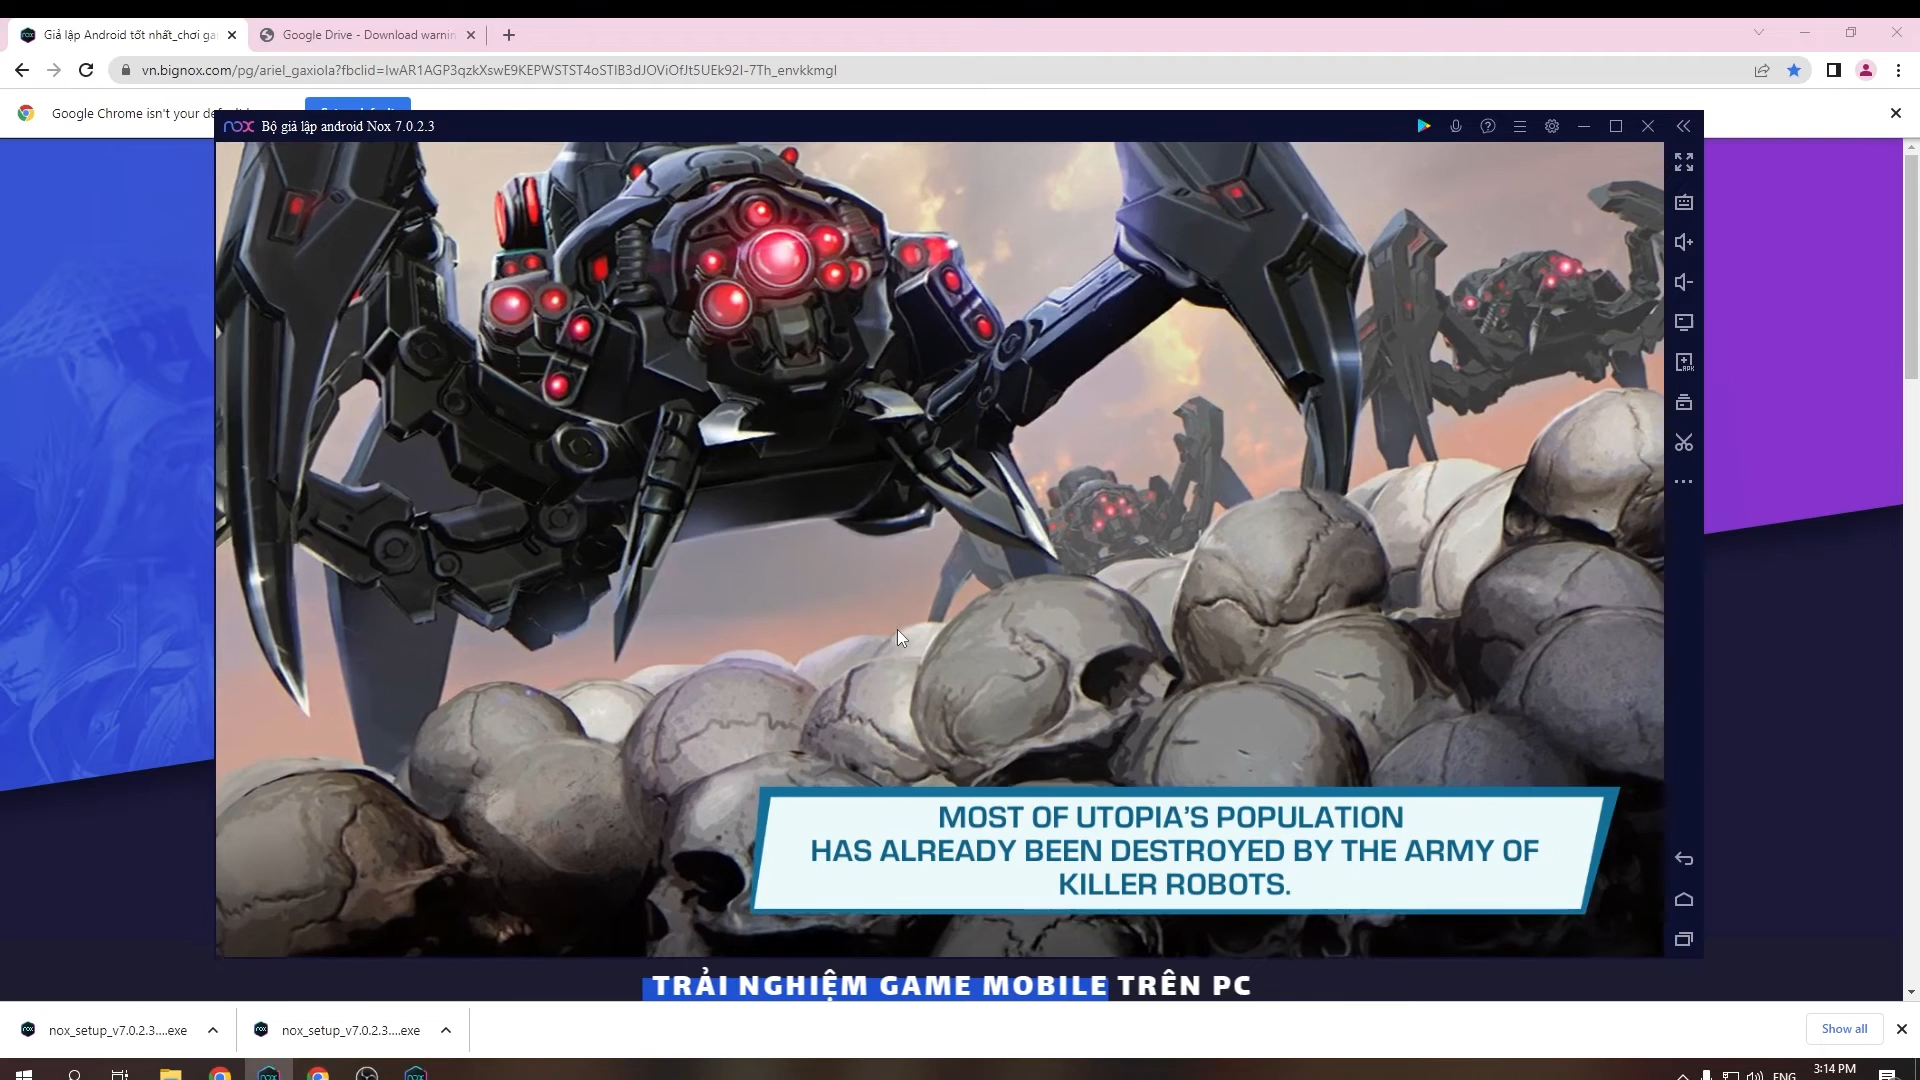 Giả lập Android tốt nhất_chơi ga
Google Drive - Download warnin
vn.bignox.com/pg/ariel_gaxiola?fbclid=IwAR1AGP3qzkXswE9KEPWSTST4oSTIB3dJOViOfJt5UEk92I-7Th_envkkmgI
Google Chrome isn't your de
nox Bộ giả lập android Nox 7.0.2.3
MOST OF UTOPIA'S POPULATION
HAS ALREADY BEEN DESTROYED BY THE ARMY OF
KILLER ROBOTS.
TRẢI NGHIỆM GAME MOBILE TRÊN PC
nox_setup_v7.0.2.3....exe
nox_setup_v7.0.2.3....exe
Show all
ENG
3:14 PM